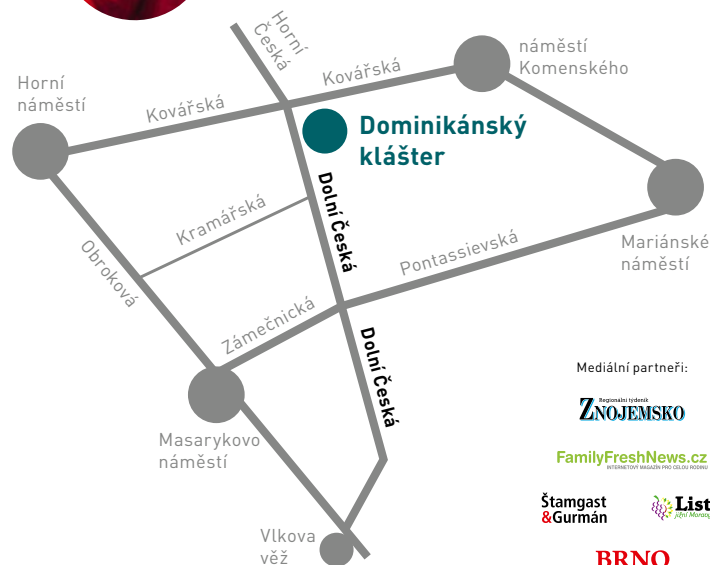 Horní
Česká
náměstí
Komenského
Kovářská
Horní
náměstí
Kovářská
Dominikánský
klášter
Dolní Česká
Kramářská
Obroková
Pontassievská
Mariánské
náměstí
Zámečnická
Dolní Česká
Mediální partneři:
Regionální týdeník
ZNOJEMSKO
Masarykovo
náměstí
FamilyFreshNews.cz
INTERNETOVÝ MAGAZÍN PRO CELOU RODINU
Štamgast
&Gurmán
List
jižní Moravy
Vlkova
věž
BRNO